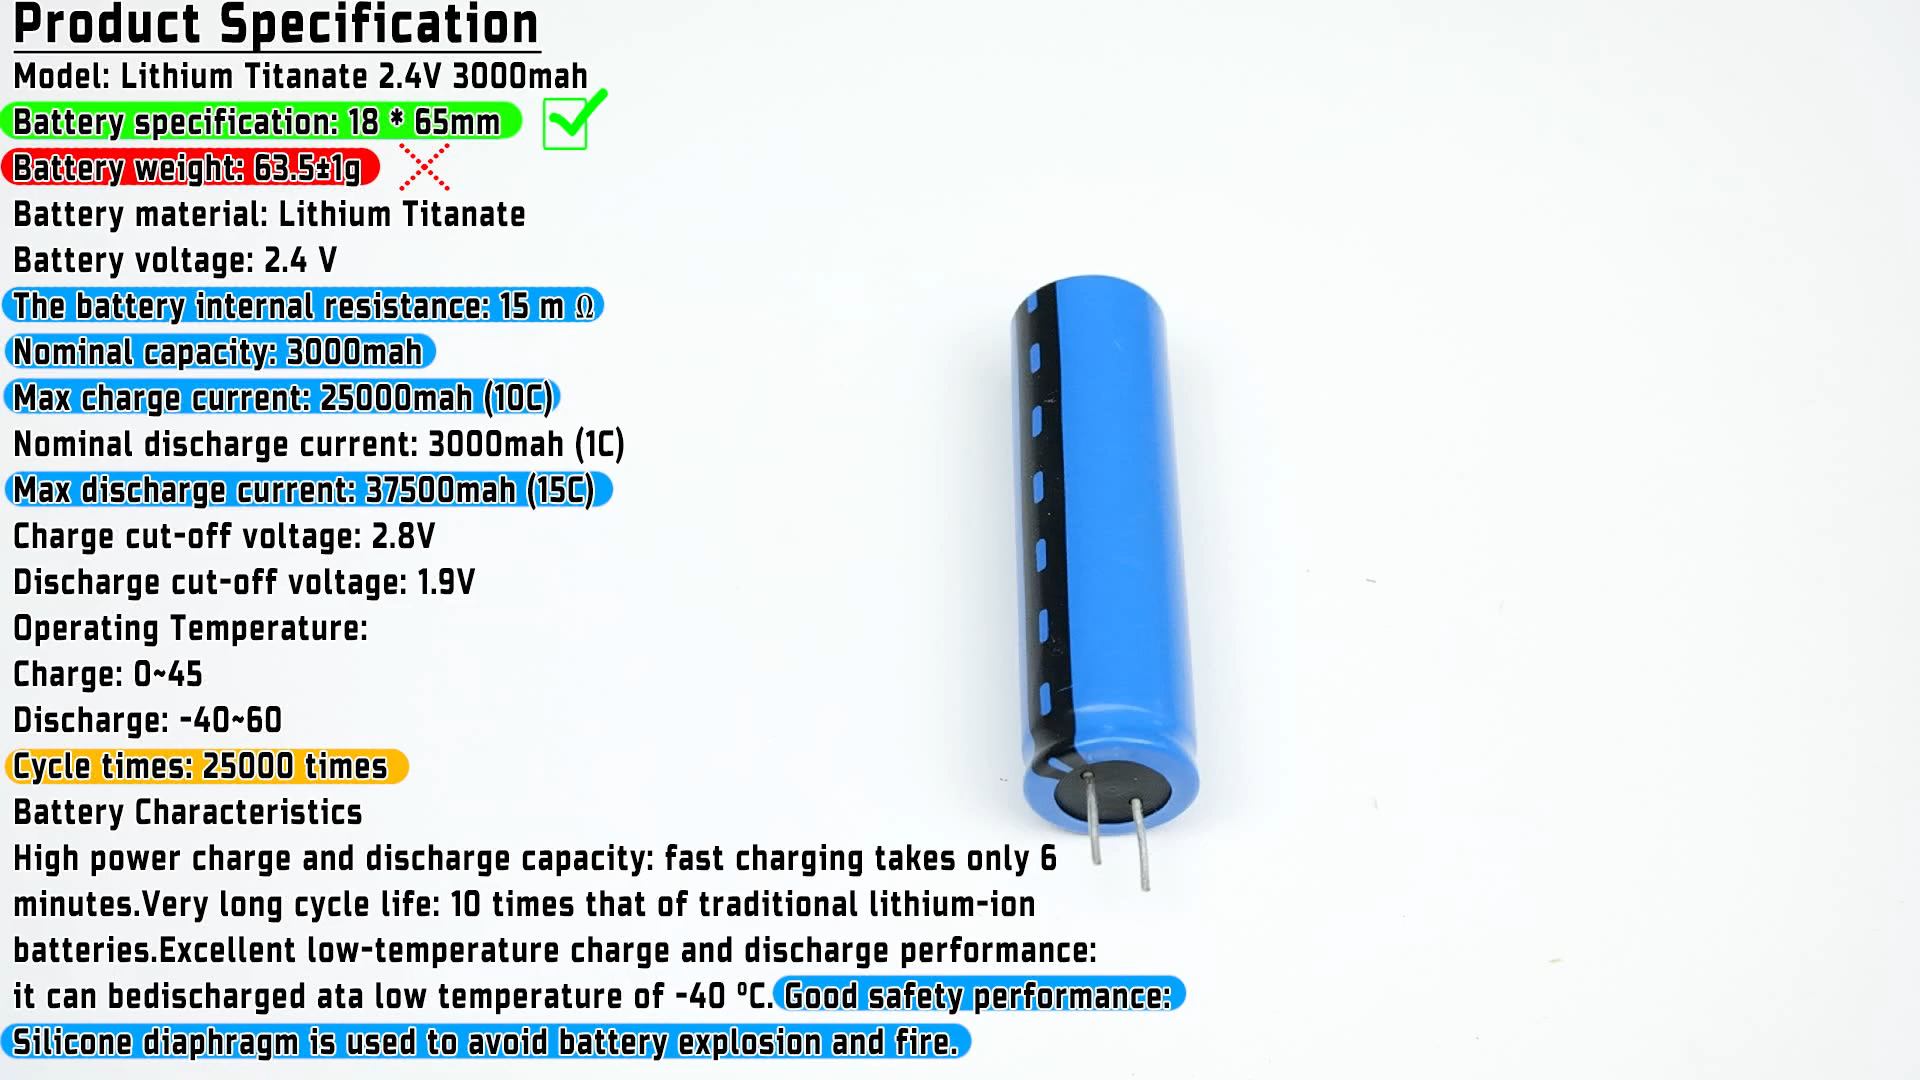 Product Specification
Model: Lithium Titanate 2.4V 3000mah
Battery specification: 18 * 65mm
Battery weight: 63.5±1g
Battery material: Lithium Titanate
Battery voltage: 2.4 V
The battery internal resistance: 15 m Ω
Nominal capacity: 3000mah
Max charge current: 25000mah (10C)
Nominal discharge current: 3000mah (1C)
Max discharge current: 37500mah (15C)
Charge cut-off voltage: 2.8V
Discharge cut-off voltage: 1.9V
Operating Temperature:
Charge: 0~45
Discharge: -40~60
Cycle times: 25000 times
Battery Characteristics
High power charge and discharge capacity: fast charging takes only 6
minutes.Very long cycle life: 10 times that of traditional lithium-ion
batteries.Excellent low-temperature charge and discharge performance:
it can bedischarged ata low temperature of -40 ºC. Good safety performance:
Silicone diaphragm is used to avoid battery explosion and fire.